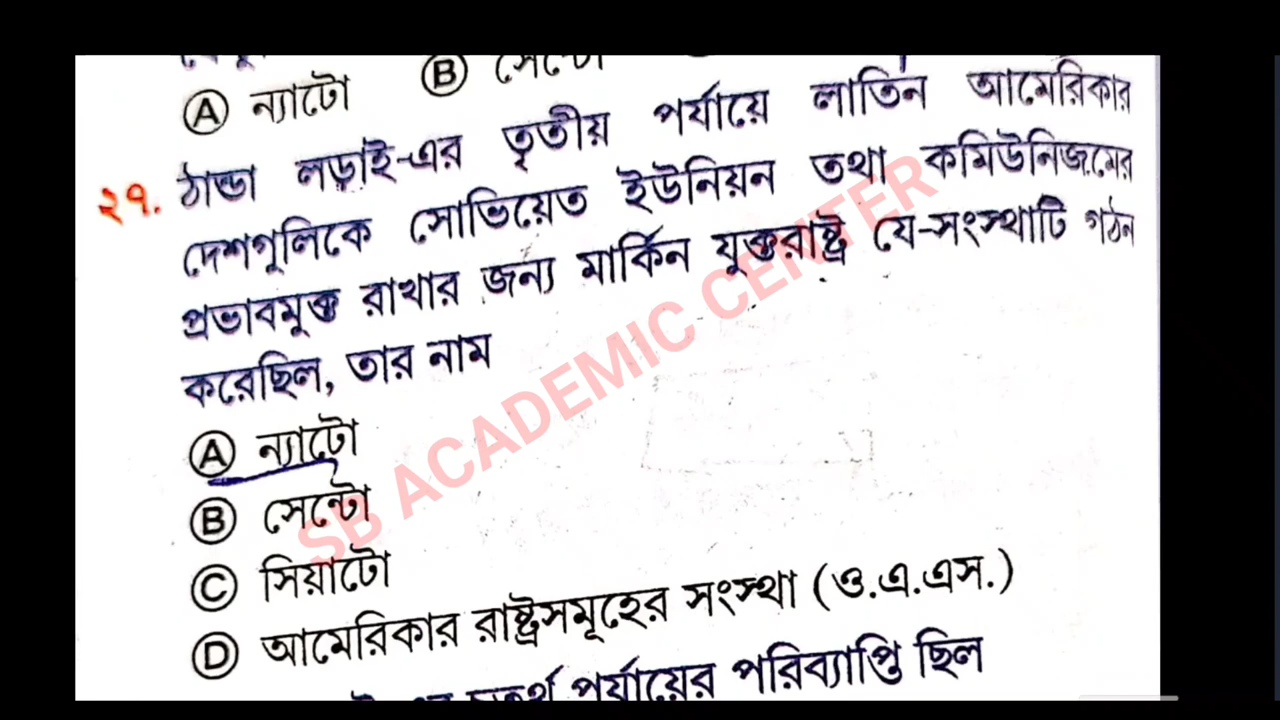 Ⓐ ন্যাটো Ⓑ সেন্টো
২৭. ঠান্ডা লড়াই-এর তৃতীয় পর্যায়ে লাতিন আমেরিকার
দেশগুলিকে সোভিয়েত ইউনিয়ন তথা কমিউনিজমের
প্রভাবমুক্ত রাখার জন্য মার্কিন যুক্তরাষ্ট্র যে-সংস্থাটি গঠন
করেছিল, তার নাম
Ⓐ ন্যাটো
Ⓑ সেন্টো
Ⓒ সিয়াটো
Ⓓ আমেরিকার রাষ্ট্রসমূহের সংস্থা (ও.এ.এস.)
চতুর্থ পর্যায়ের পরিব্যাপ্তি ছিল
SB ACADEMIC CENTER